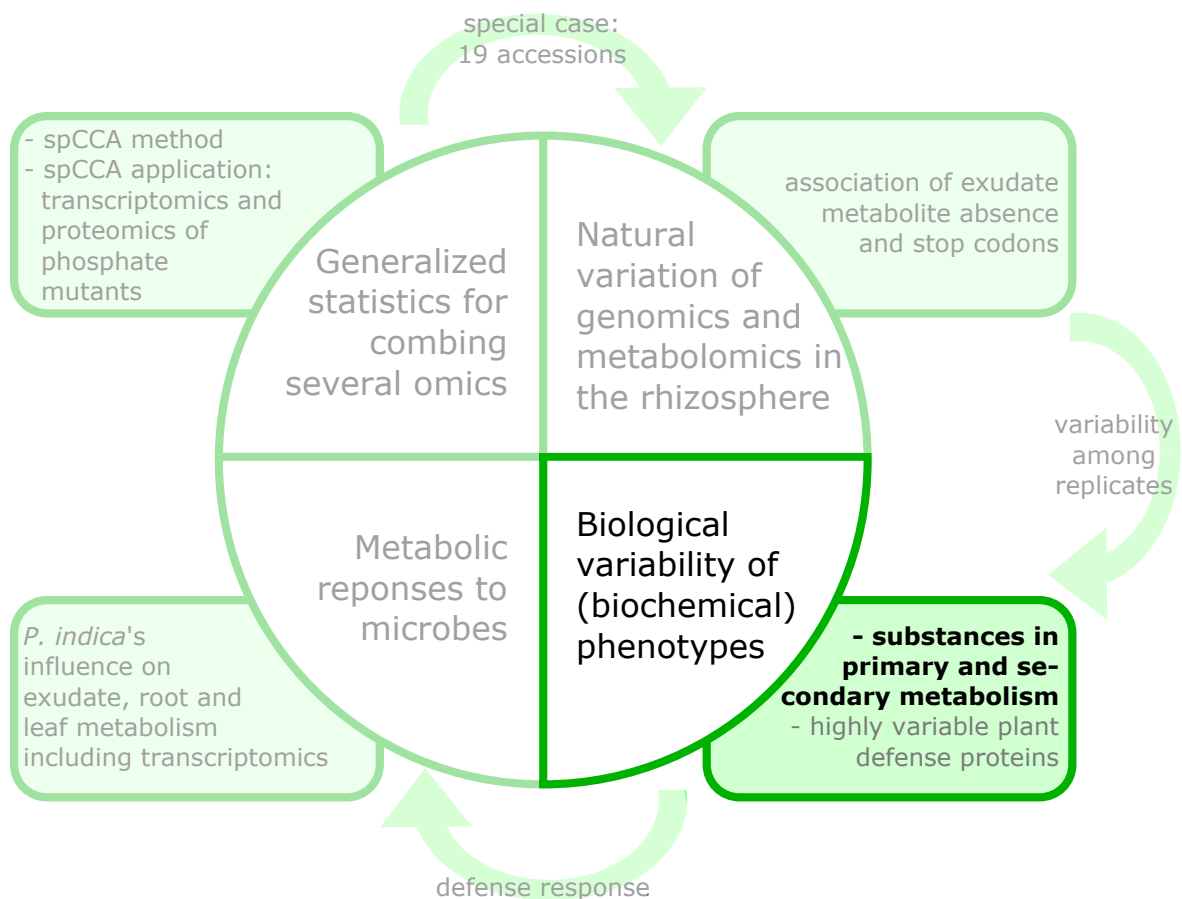 special case:
19 accessions
- spCCA method
- spCCA application:
transcriptomics and
proteomics of
phosphate
mutants
association of exudate
metabolite absence
and stop codons
Generalized
statistics for
combing
several omics
Natural
variation of
genomics and
metabolomics in
the rhizosphere
variability
among
replicates
Metabolic
reponses to
microbes
Biological
variability of
(biochemical)
phenotypes
P. indica's
influence on
exudate, root and
leaf metabolism
including transcriptomics
- substances in
primary and se-
condary metabolism
- highly variable plant
defense proteins
defense response